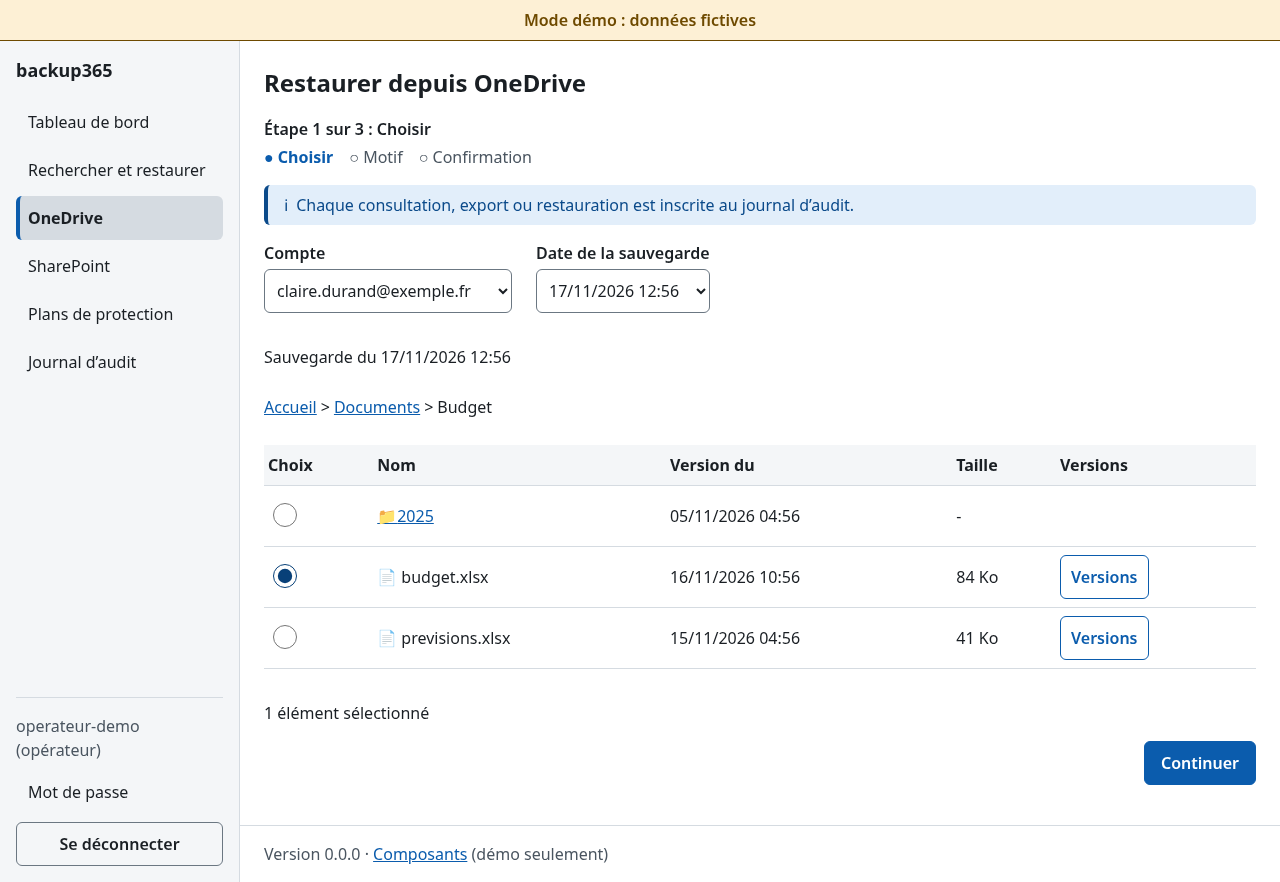 Mode démo : données fictives
backup365
Tableau de bord
Rechercher et restaurer
OneDrive
SharePoint
Plans de protection
Journal d’audit
operateur-demo
(opérateur)
Mot de passe
Se déconnecter
Restaurer depuis OneDrive
Étape 1 sur 3 : Choisir
● Choisir ○ Motif ○ Confirmation
i Chaque consultation, export ou restauration est inscrite au journal d’audit.
Compte Date de la sauvegarde
claire.durand@exemple.fr 17/11/2026 12:56
Sauvegarde du 17/11/2026 12:56
Accueil > Documents > Budget
Choix Nom Version du Taille Versions
📁2025 05/11/2026 04:56 -
📄 budget.xlsx 16/11/2026 10:56 84 Ko Versions
📄 previsions.xlsx 15/11/2026 04:56 41 Ko Versions
1 élément sélectionné
Continuer
Version 0.0.0 · Composants (démo seulement)